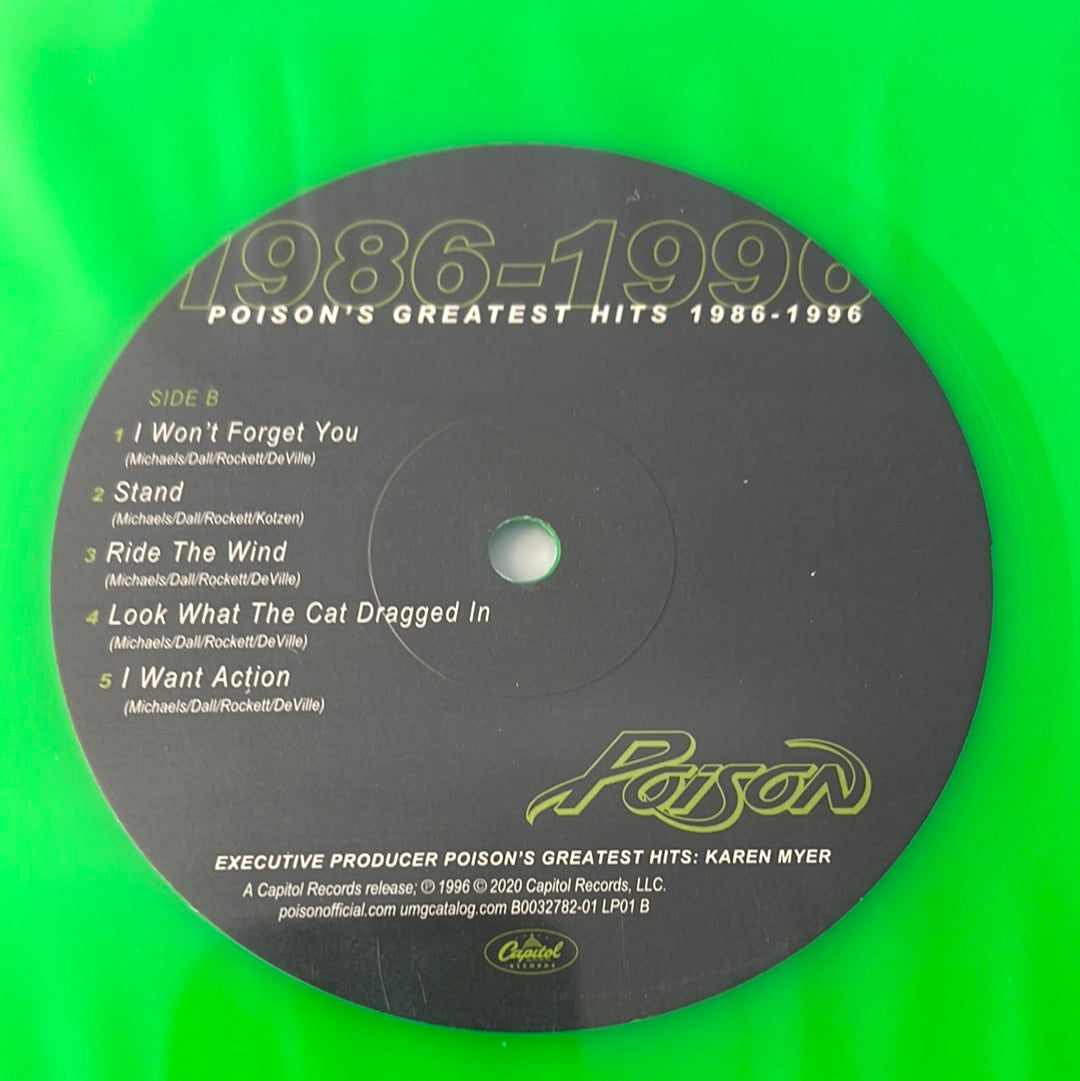 1986-1996
POISON'S GREATEST HITS 1986-1996
SIDE B
1 I Won't Forget You
(Michaels/Dall/Rockett/DeVille)
2 Stand
(Michaels/Dall/Rockett/Kotzen)
3 Ride The Wind
(Michaels/Dall/Rockett/DeVille)
4 Look What The Cat Dragged In
(Michaels/Dall/Rockett/DeVille)
5 I Want Action
(Michaels/Dall/Rockett/DeVille)
POISON
EXECUTIVE PRODUCER POISON'S GREATEST HITS: KAREN MYER
A Capitol Records release; ℗ 1996 © 2020 Capitol Records, LLC.
poisonofficial.com umgcatalog.com B0032782-01 LP01 B
Capitol
RECORDS